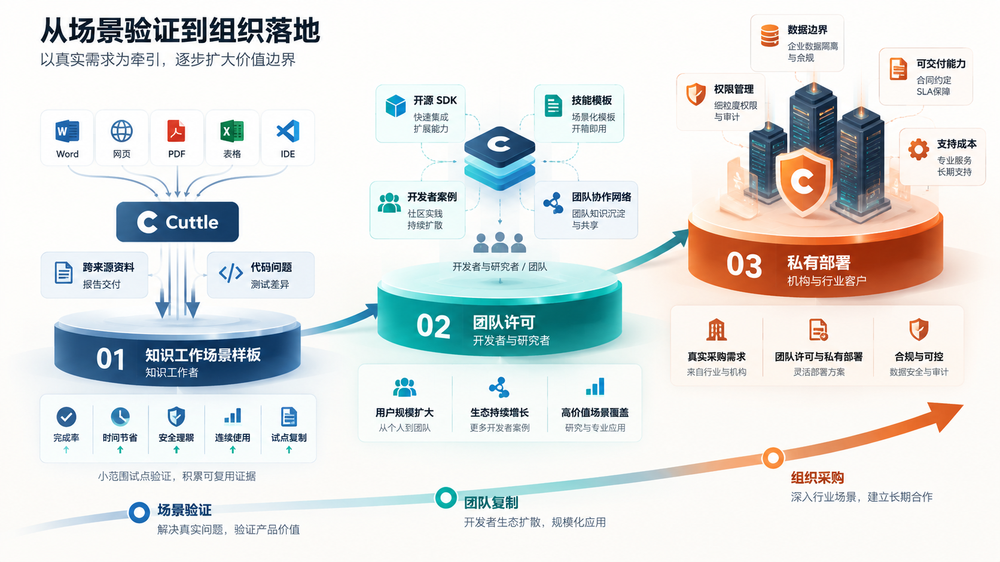 从场景验证到组织落地
以真实需求为牵引，逐步扩大价值边界
Word
网页
PDF
表格
IDE
C Cuttle
跨来源资料
报告交付
代码问题
测试差异
01
知识工作场景样板
知识工作者
完成率
时间节省
安全理解
连续使用
试点复制
小范围试点验证，积累可复用证据
开源 SDK
快速集成
扩展能力
技能模板
场景化模板
开箱即用
开发者案例
社区实践
持续扩散
团队协作网络
团队知识沉淀
与共享
C
开发者与研究者 / 团队
02
团队许可
开发者与研究者
用户规模扩大
从个人到团队
生态持续增长
更多开发者案例
高价值场景覆盖
研究与专业应用
数据边界
企业数据隔离
与合规
权限管理
细粒度权限
与审计
可交付能力
合同约定
SLA保障
支持成本
专业服务
长期支持
C
03
私有部署
机构与行业客户
真实采购需求
来自行业与机构
团队许可与私有部署
灵活部署方案
合规与可控
数据安全与审计
场景验证
解决真实问题，验证产品价值
团队复制
开发者生态扩散，规模化应用
组织采购
深入行业场景，建立长期合作